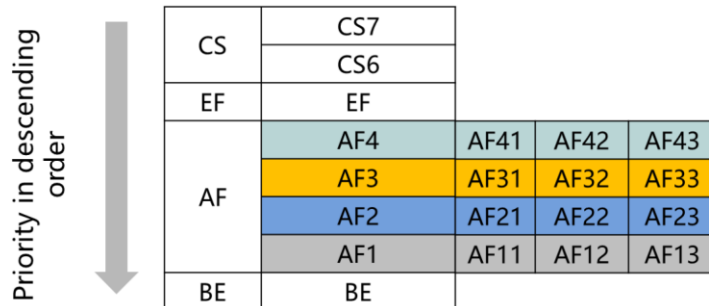 Priority in descending
order
CS CS7
CS6
EF EF
AF AF4 AF41 AF42 AF43
AF3 AF31 AF32 AF33
AF2 AF21 AF22 AF23
AF1 AF11 AF12 AF13
BE BE